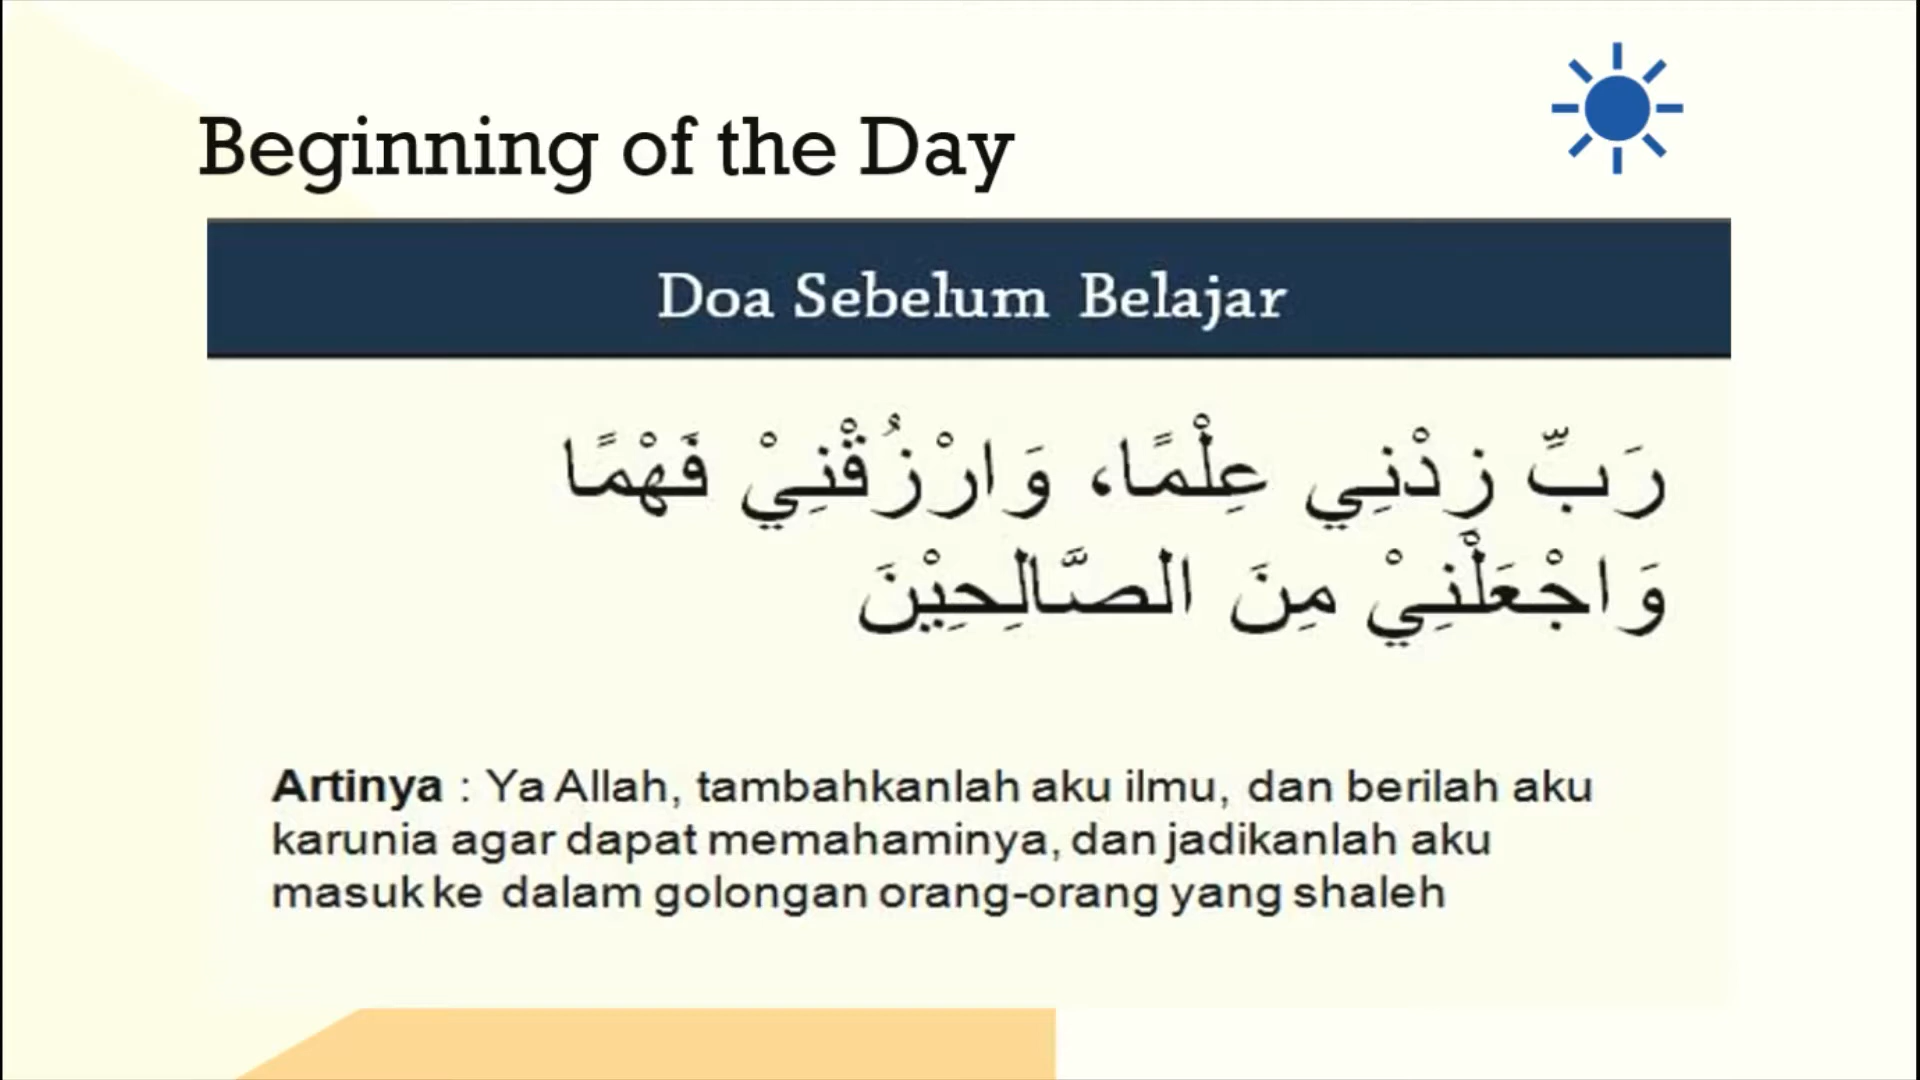 Beginning of the Day
Doa Sebelum Belajar
رَبِّ زِدْنِي عِلْمًا، وَارْزُقْنِيْ فَهْمًا
وَاجْعَلْنِيْ مِنَ الصَّالِحِيْنَ
Artinya : Ya Allah, tambahkanlah aku ilmu, dan berilah aku
karunia agar dapat memahaminya, dan jadikanlah aku
masuk ke dalam golongan orang-orang yang shaleh